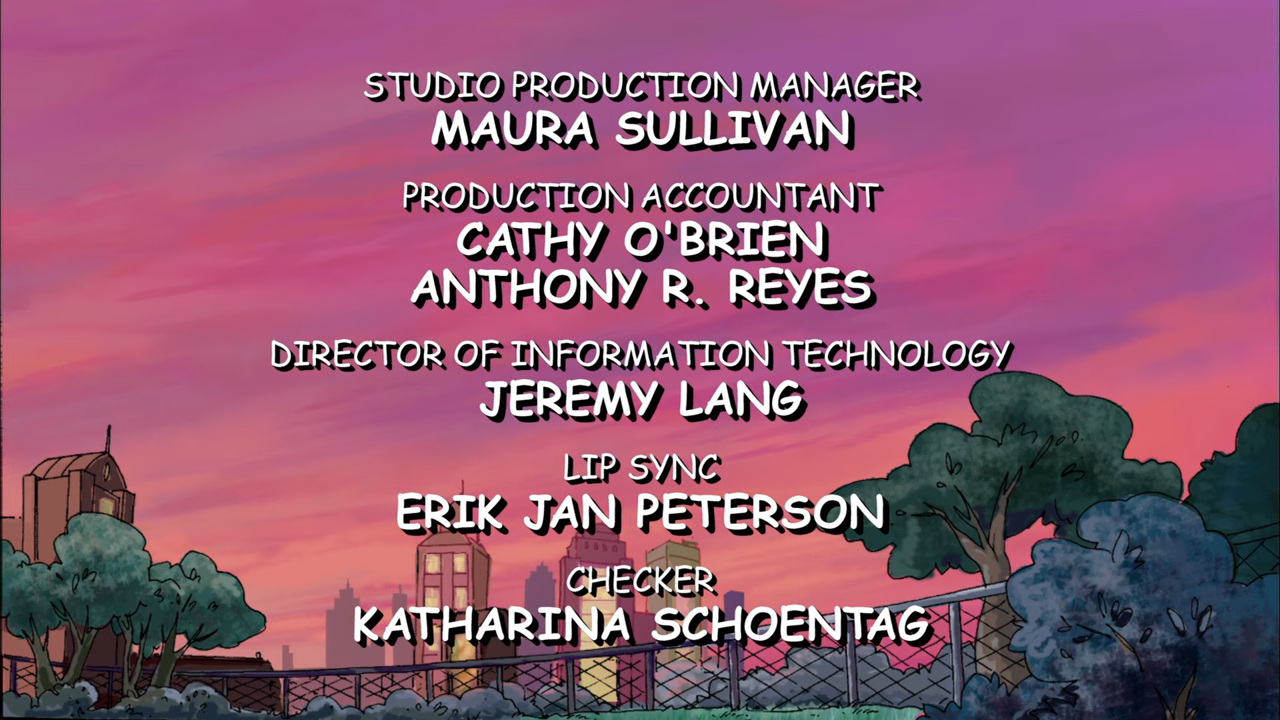 STUDIO PRODUCTION MANAGER
MAURA SULLIVAN
PRODUCTION ACCOUNTANT
CATHY O'BRIEN
ANTHONY R. REYES
DIRECTOR OF INFORMATION TECHNOLOGY
JEREMY LANG
LIP SYNC
ERIK JAN PETERSON
CHECKER
KATHARINA SCHOENTAG